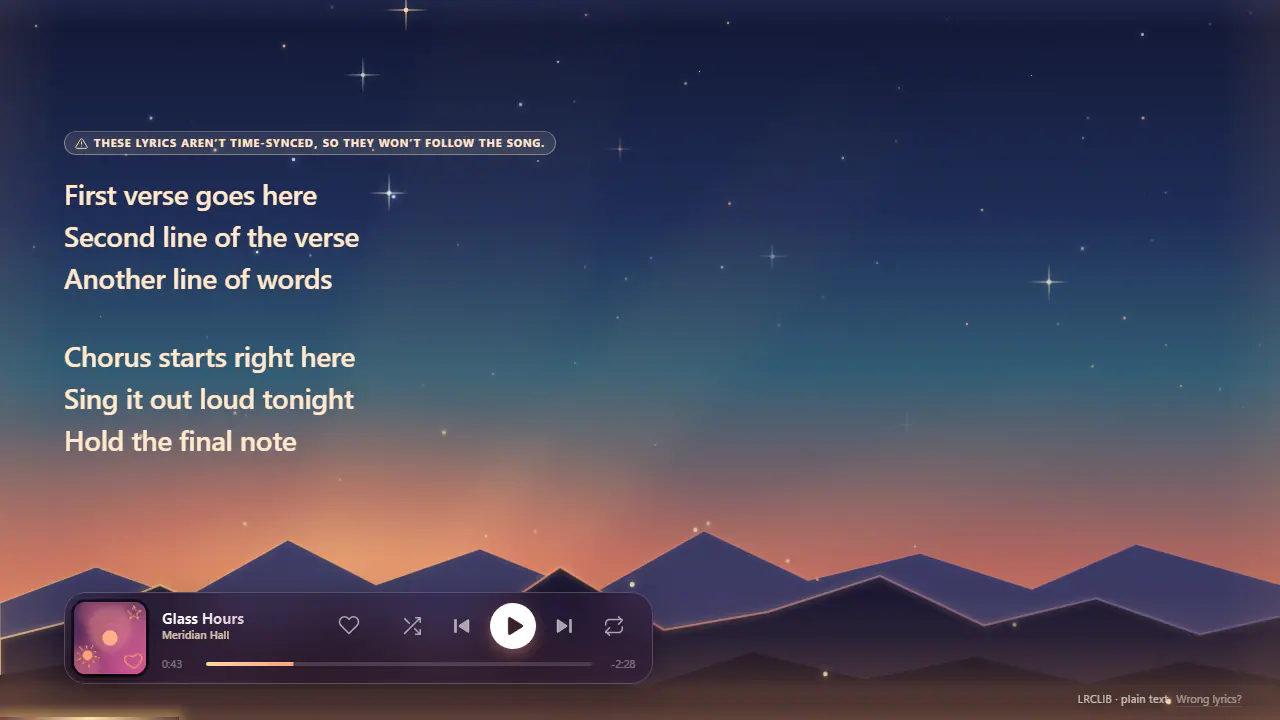 THESE LYRICS AREN’T TIME-SYNCED, SO THEY WON’T FOLLOW THE SONG.
First verse goes here
Second line of the verse
Another line of words
Chorus starts right here
Sing it out loud tonight
Hold the final note
Glass Hours
Meridian Hall
0:43
-2:28
LRCLIB · plain text
Wrong lyrics?